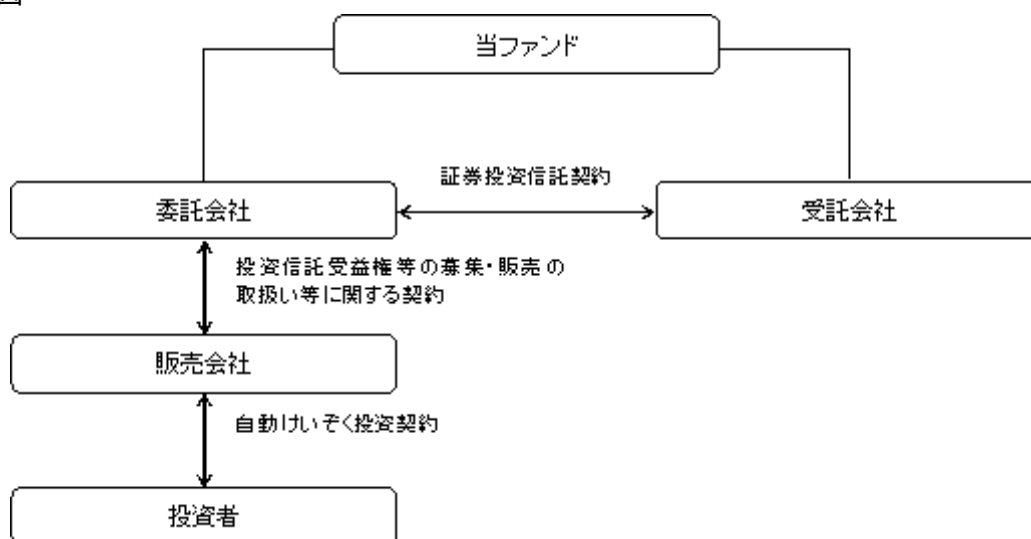 当ファンド
証券投資信託契約
委託会社
受託会社
投資信託受益権等の募集・販売の
取扱い等に関する契約
販売会社
自動けいぞく投資契約
投資者